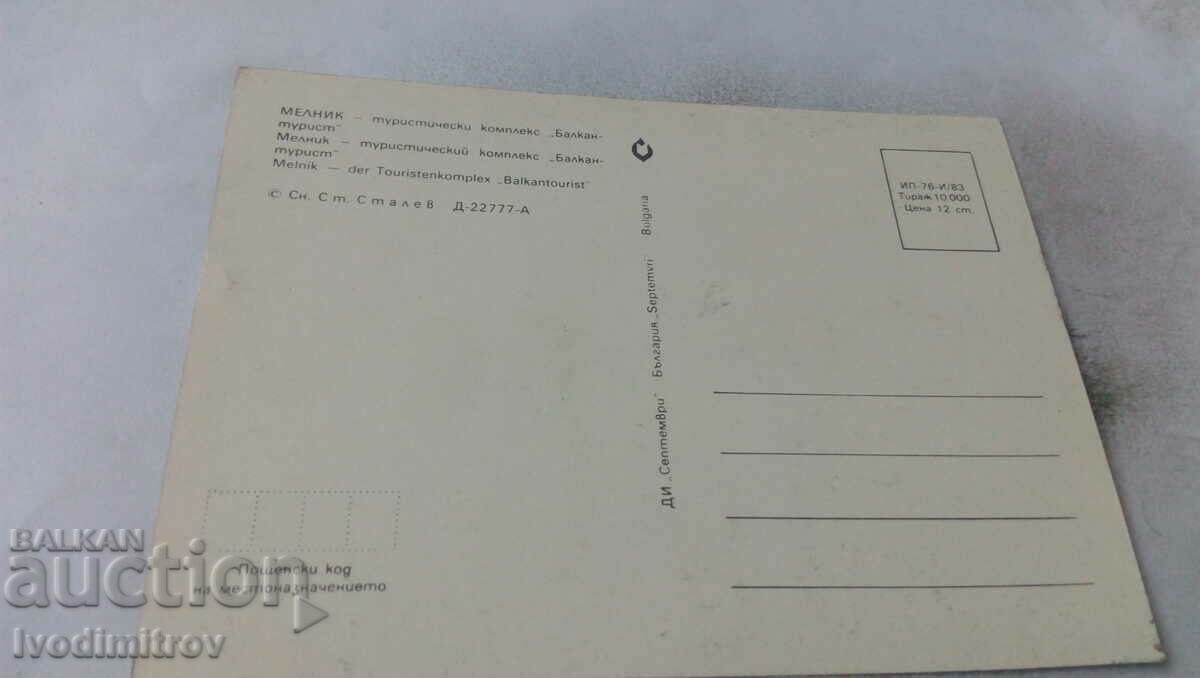 МЕЛНИК – туристически комплекс „Балкан-
турист"
Мелник – туристический комплекс „Балкан-
турист"
Melnik — der Touristenkomplex „Balkantourist"
© Сн. Ст. Сталев Д-22777-А
ДИ „Септември" България „Septemvri" Bulgaria
ИП-76-И/83
Тираж 10 000
Цена 12 ст.
Пощенски код
на местоназначението
BALKAN
auction
Ivodimitrov